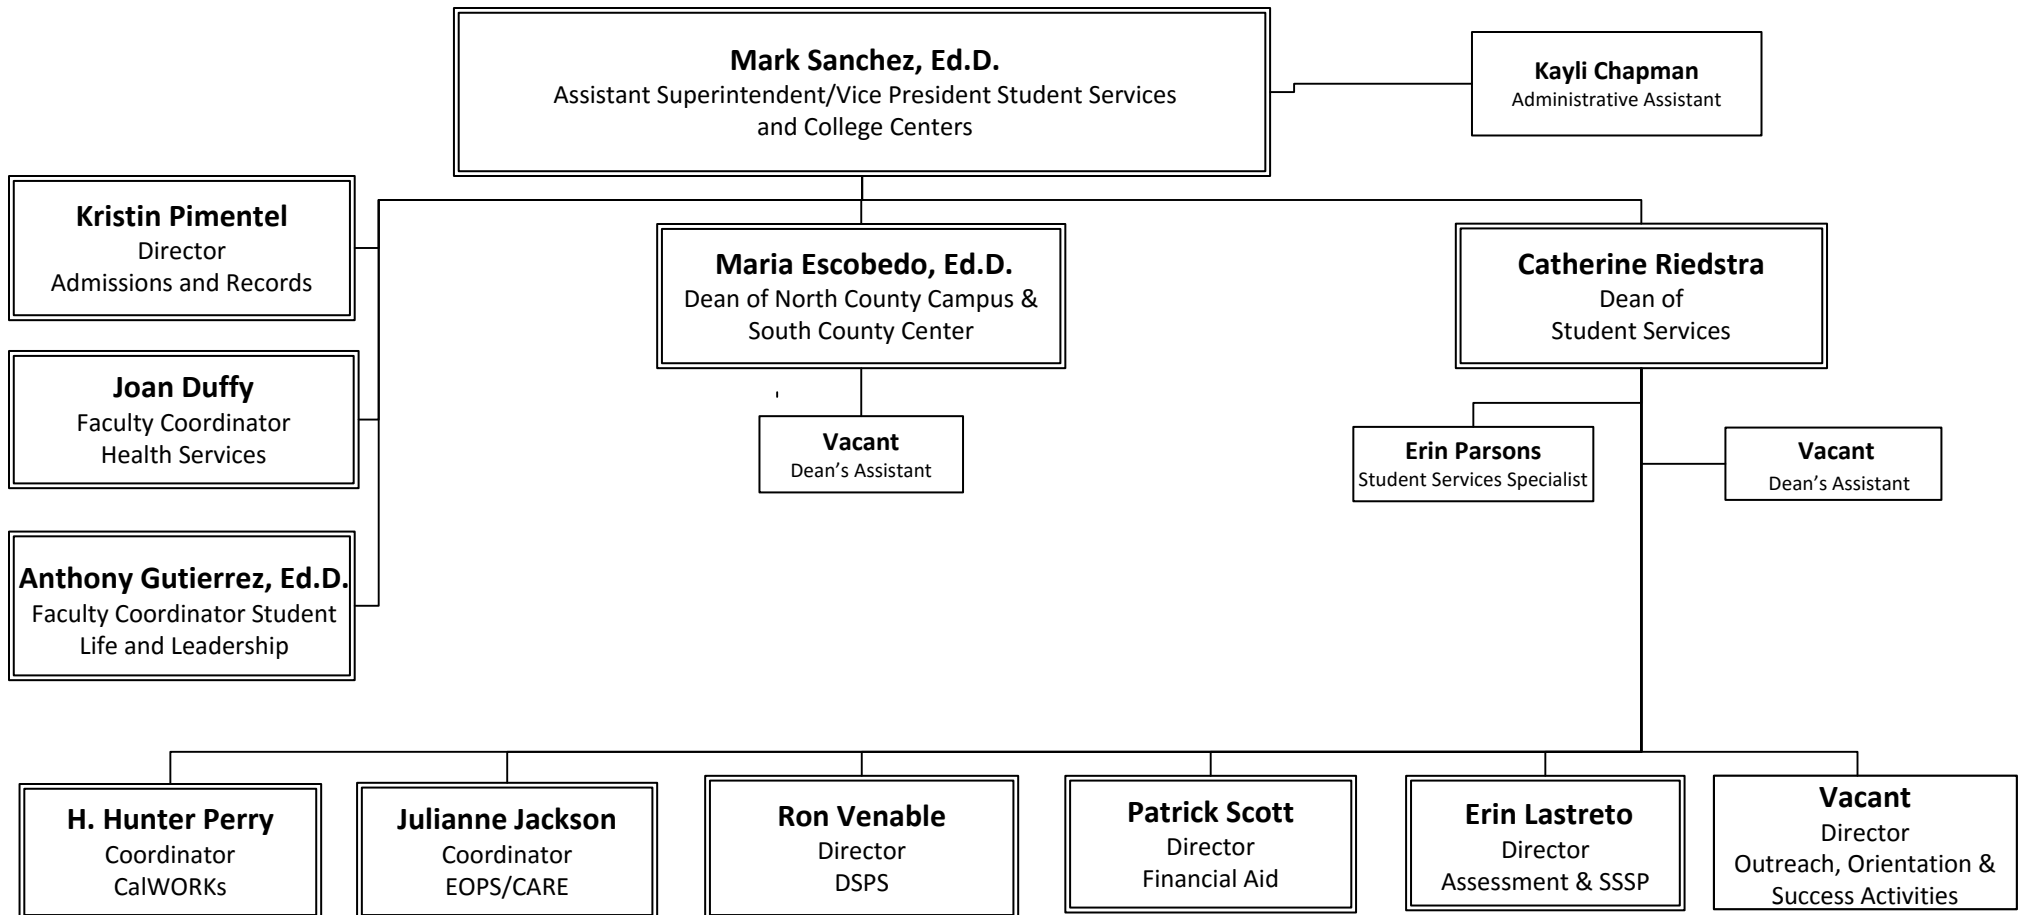 Mark Sanchez, Ed.D.
Assistant Superintendent/Vice President Student Services
and College Centers
Kayli Chapman
Administrative Assistant
Kristin Pimentel
Director
Admissions and Records
Maria Escobedo, Ed.D.
Dean of North County Campus &
South County Center
Catherine Riedstra
Dean of
Student Services
Joan Duffy
Faculty Coordinator
Health Services
Vacant
Dean’s Assistant
Erin Parsons
Student Services Specialist
Vacant
Dean’s Assistant
Anthony Gutierrez, Ed.D.
Faculty Coordinator Student
Life and Leadership
H. Hunter Perry
Coordinator
CalWORKs
Julianne Jackson
Coordinator
EOPS/CARE
Ron Venable
Director
DSPS
Patrick Scott
Director
Financial Aid
Erin Lastreto
Director
Assessment & SSSP
Vacant
Director
Outreach, Orientation &
Success Activities